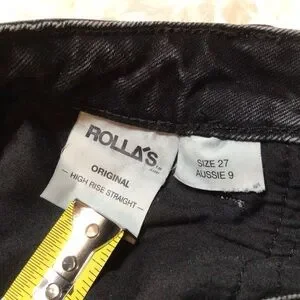 ROLLA'S
ORIGINAL
HIGH RISE STRAIGHT
SIZE 27
AUSSIE 9